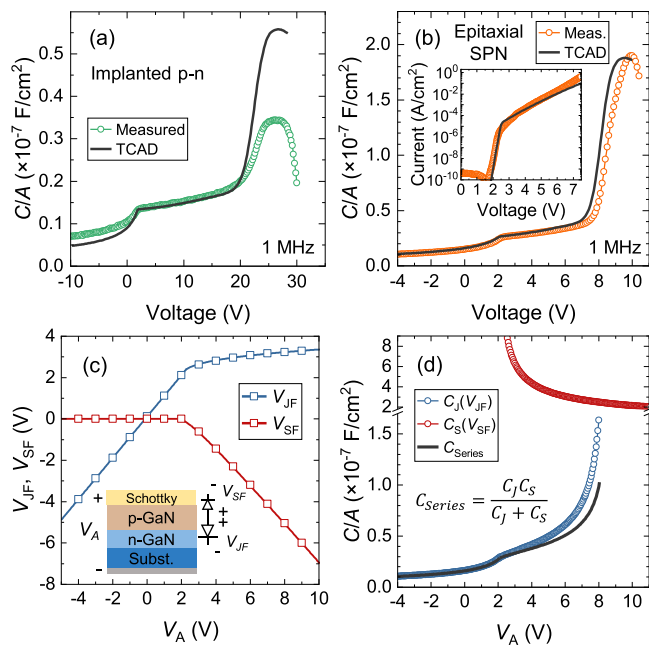 (a)
Implanted p-n
Measured
TCAD
1 MHz
C/A (×10⁻⁷ F/cm²)
0.6
0.5
0.4
0.3
0.2
0.1
0.0
-10 0 10 20 30
Voltage (V)
(b)
Epitaxial
SPN
Meas.
TCAD
Current (A/cm²)
10⁰
10⁻²
10⁻⁴
10⁻⁶
10⁻⁸
10⁻¹⁰
0.0 1.5 3.0 4.5 6.0
Voltage (V)
1 MHz
C/A (×10⁻⁷ F/cm²)
2.0
1.5
1.0
0.5
0.0
-4 -2 0 2 4 6 8 10
Voltage (V)
(c)
V_JF
V_SF
V_JF, V_SF (V)
4
2
0
-2
-4
-6
-8
Schottky
p-GaN
n-GaN
Subst.
+
V_A
-
- V_SF
+
+
- V_JF
-4 -2 0 2 4 6 8 10
V_A (V)
(d)
C_J(V_JF)
C_S(V_SF)
C_Series
C_Series = C_J C_S / C_J + C_S
C/A (×10⁻⁷ F/cm²)
8
6
4
2
1.0
0.5
0.0
-4 -2 0 2 4 6 8 10
V_A (V)